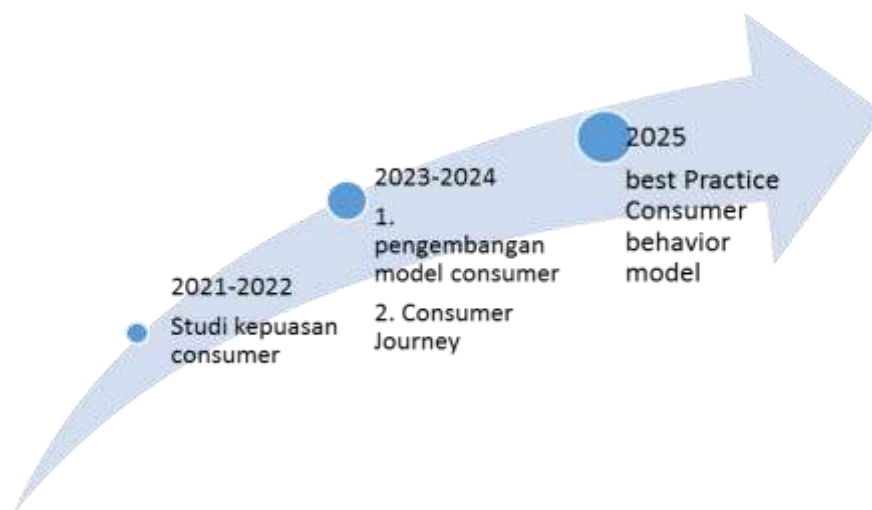 2021-2022
Studi kepuasan
consumer
2023-2024
1.
pengembangan
model consumer
2. Consumer
Journey
2025
best Practice
Consumer
behavior
model